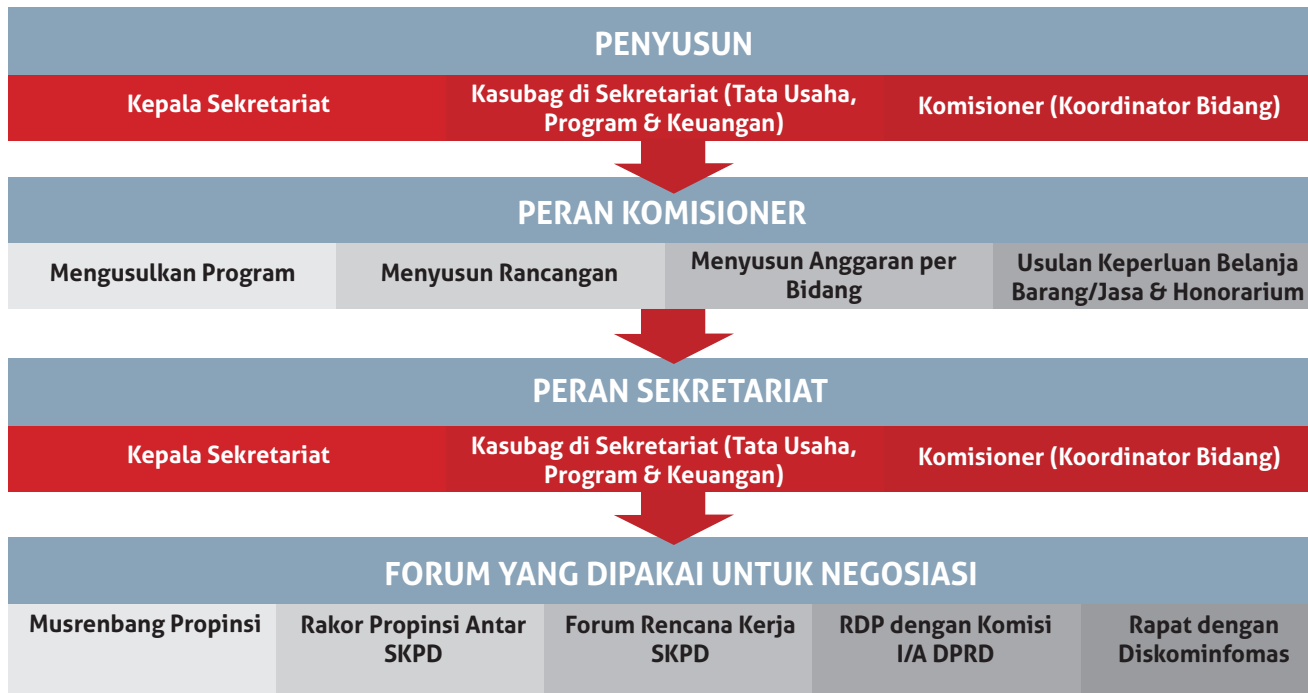 PENYUSUN
Kepala Sekretariat
Kasubag di Sekretariat (Tata Usaha,
Program & Keuangan)
Komisioner (Koordinator Bidang)
PERAN KOMISIONER
Mengusulkan Program
Menyusun Rancangan
Menyusun Anggaran per
Bidang
Usulan Keperluan Belanja
Barang/Jasa & Honorarium
PERAN SEKRETARIAT
Kepala Sekretariat
Kasubag di Sekretariat (Tata Usaha,
Program & Keuangan)
Komisioner (Koordinator Bidang)
FORUM YANG DIPAKAI UNTUK NEGOSIASI
Musrenbang Propinsi
Rakor Propinsi Antar
SKPD
Forum Rencana Kerja
SKPD
RDP dengan Komisi
I/A DPRD
Rapat dengan
Diskominfomas